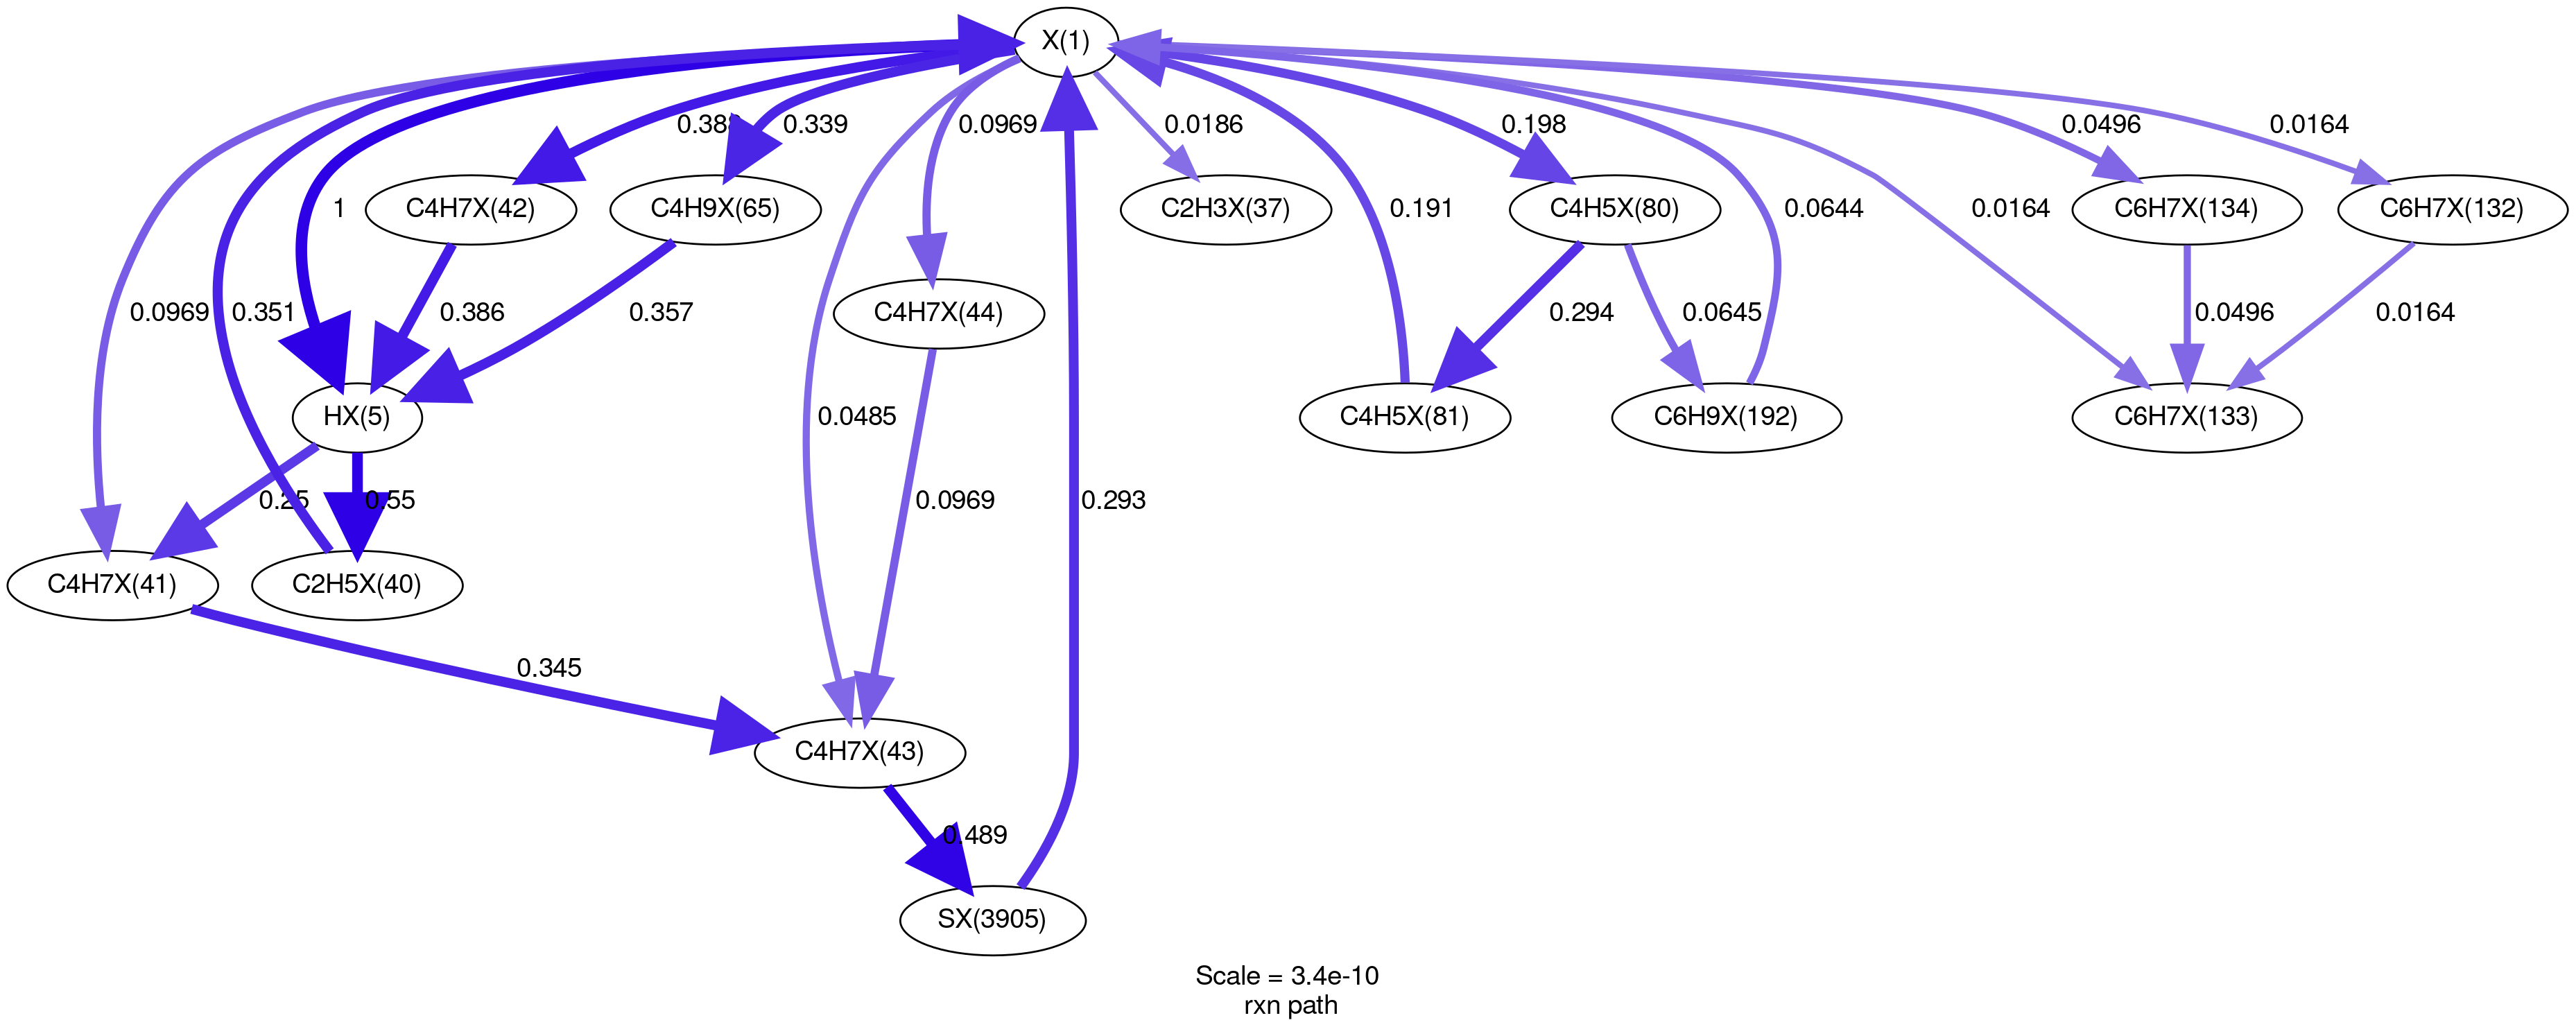 X(1)
0.339
0.0969
0.0186
0.198
0.0496
0.0164
1
C4H7X(42)
C4H9X(65)
C2H3X(37)
C4H5X(80)
0.191
0.0644
0.0164
C6H7X(134)
C6H7X(132)
0.0969
0.351
0.386
0.357
C4H7X(44)
0.294
0.0645
0.0496
0.0164
HX(5)
0.0485
C4H5X(81)
C6H9X(192)
C6H7X(133)
0.25
0.55
0.0969
0.293
C4H7X(41)
C2H5X(40)
0.345
C4H7X(43)
0.489
SX(3905)
Scale = 3.4e-10
rxn path